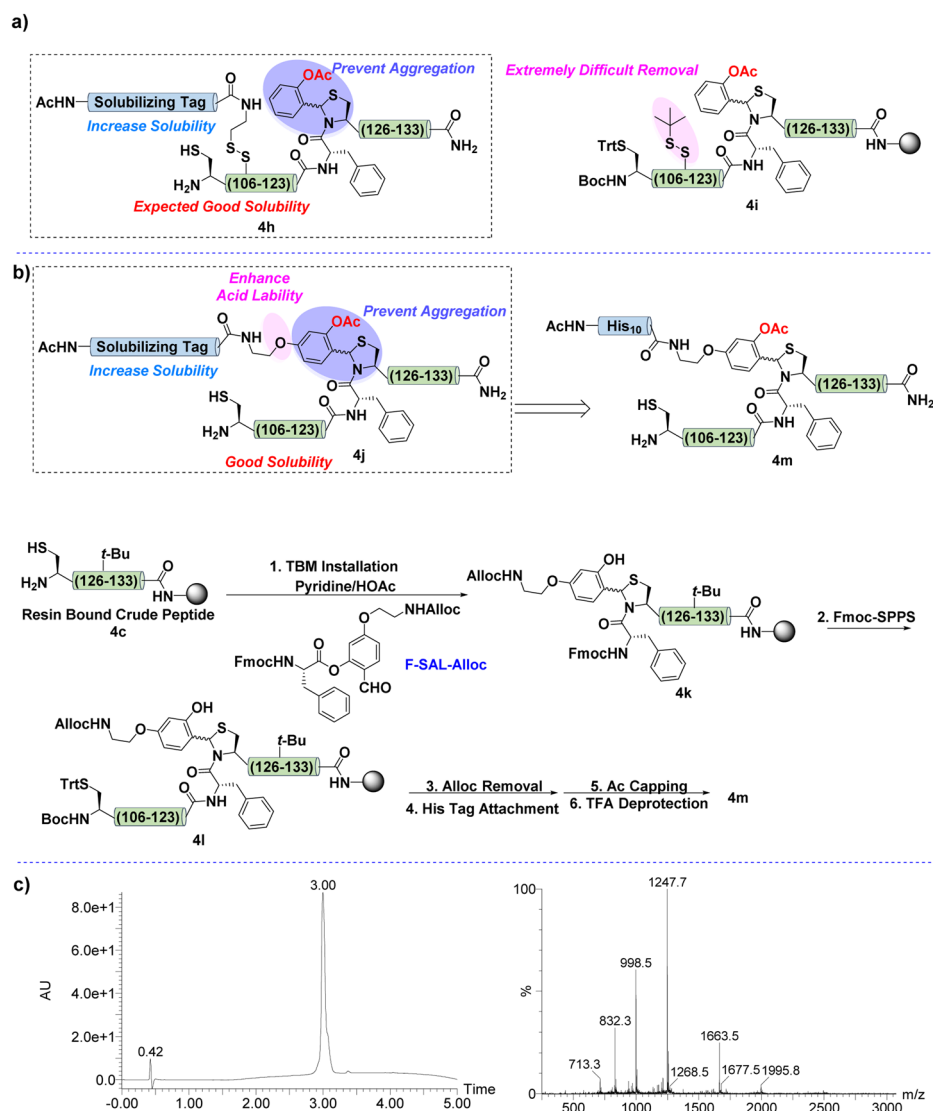 a)
OAc
Prevent Aggregation
S
O
AcHN
Solubilizing Tag
NH
Increase Solubility
N
(126-133)
O
NH2
HS
S
S
O
O
NH
H2N
(106-123)
Expected Good Solubility
4h
Extremely Difficult Removal
OAc
S
N
(126-133)
O
HN
S
S
TrtS
O
O
NH
BocHN
(106-123)
4i
b)
Enhance
Acid Lability
Prevent Aggregation
OAc
O
S
AcHN
Solubilizing Tag
NH
O
Increase Solubility
N
(126-133)
O
NH2
HS
O
O
NH
H2N
(106-123)
Good Solubility
4j
AcHN
His10
O
NH
O
OAc
S
N
(126-133)
O
NH2
HS
O
O
NH
H2N
(106-123)
4m
HS
t-Bu
O
H2N
(126-133)
HN
Resin Bound Crude Peptide
4c
1. TBM Installation
Pyridine/HOAc
NHAlloc
O
O
FmocHN
O
CHO
F-SAL-Alloc
OH
AllocHN
O
S
t-Bu
N
(126-133)
O
HN
O
FmocHN
4k
2. Fmoc-SPPS
OH
AllocHN
O
S
t-Bu
N
(126-133)
O
HN
TrtS
O
O
NH
BocHN
(106-123)
4l
3. Alloc Removal
4. His Tag Attachment
5. Ac Capping
6. TFA Deprotection
4m
c)
3.00
8.0e+1
6.0e+1
AU
4.0e+1
2.0e+1
0.42
0.0
Time
-0.00 1.00 2.00 3.00 4.00 5.00
1247.7
100
998.5
%
832.3
1663.5
713.3
1268.5
1677.5
1995.8
0
m/z
500 1000 1500 2000 2500 3000